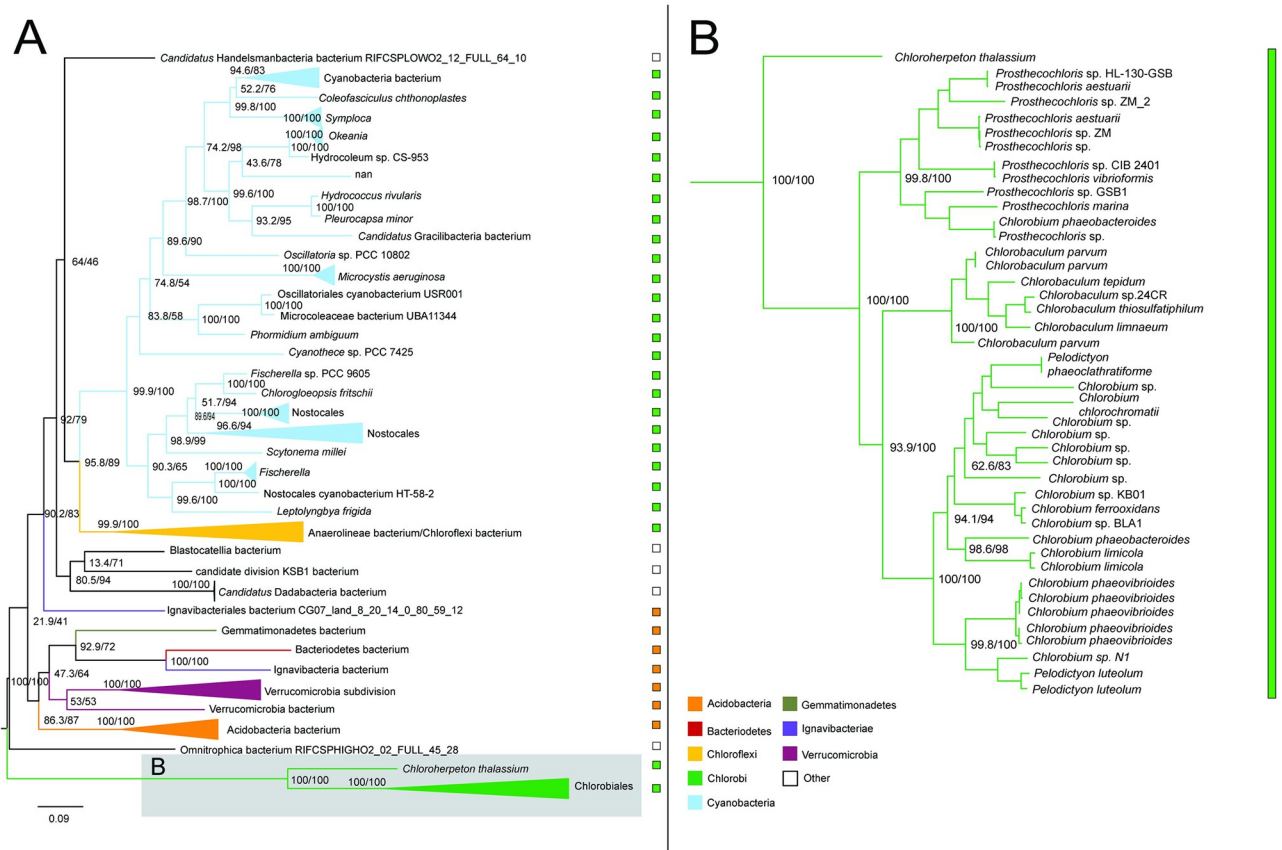 A
Candidatus Handelsmanbacteria bacterium RIFCSPLOWO2_12_FULL_64_10
94.6/83
Cyanobacteria bacterium
52.2/76
Coleofasciculus chthonoplastes
99.8/100
100/100 Symploca
100/100 Okeania
74.2/98
100/100
Hydrocoleum sp. CS-953
43.6/78
nan
99.6/100
Hydrococcus rivularis
98.7/100
100/100
Pleurocapsa minor
93.2/95
Candidatus Gracilibacteria bacterium
89.6/90
Oscillatoria sp. PCC 10802
64/46
100/100
Microcystis aeruginosa
74.8/54
Oscillatoriales cyanobacterium USR001
100/100
83.8/58
100/100
Microcoleaceae bacterium UBA11344
Phormidium ambiguum
Cyanothece sp. PCC 7425
Fischerella sp. PCC 9605
100/100
99.9/100
Chlorogloeopsis fritschii
51.7/94
89.6/94
100/100 Nostocales
92/79
96.6/94
Nostocales
98.9/99
Scytonema millei
95.8/89
90.3/65
100/100 Fischerella
100/100
Nostocales cyanobacterium HT-58-2
99.6/100
Leptolyngbya frigida
90.2/83
99.9/100
Anaerolineae bacterium/Chloroflexi bacterium
Blastocatellia bacterium
13.4/71
candidate division KSB1 bacterium
80.5/94
100/100
Candidatus Dadabacteria bacterium
Ignavibacteriales bacterium CG07_land_8_20_14_0_80_59_12
21.9/41
Gemmatimonadetes bacterium
92.9/72
Bacteriodetes bacterium
100/100
Ignavibacteria bacterium
47.3/64
100/100
100/100
Verrucomicrobia subdivision
53/53
Verrucomicrobia bacterium
86.3/87
100/100
Acidobacteria bacterium
Omnitrophica bacterium RIFCSPHIGHO2_02_FULL_45_28
B
Chloroherpeton thalassium
100/100
100/100
Chlorobiales
0.09
B
Chloroherpeton thalassium
Prosthecochloris sp. HL-130-GSB
Prosthecochloris aestuarii
Prosthecochloris sp. ZM_2
Prosthecochloris aestuarii
Prosthecochloris sp. ZM
Prosthecochloris sp.
Prosthecochloris sp. CIB 2401
100/100
99.8/100
Prosthecochloris vibrioformis
Prosthecochloris sp. GSB1
Prosthecochloris marina
Chlorobium phaeobacteroides
Prosthecochloris sp.
Chlorobaculum parvum
Chlorobaculum parvum
Chlorobaculum tepidum
Chlorobaculum sp.24CR
100/100
Chlorobaculum thiosulfatiphilum
100/100
Chlorobaculum limnaeum
Chlorobaculum parvum
Pelodictyon
phaeoclathratiforme
Chlorobium sp.
Chlorobium
chlorochromatii
Chlorobium sp.
Chlorobium sp.
93.9/100
Chlorobium sp.
62.6/83
Chlorobium sp.
Chlorobium sp.
Chlorobium sp. KB01
Chlorobium ferrooxidans
94.1/94
Chlorobium sp. BLA1
Chlorobium phaeobacteroides
98.6/98
Chlorobium limicola
Chlorobium limicola
100/100
Chlorobium phaeovibrioides
Chlorobium phaeovibrioides
Chlorobium phaeovibrioides
Chlorobium phaeovibrioides
99.8/100
Chlorobium phaeovibrioides
Chlorobium sp. N1
Pelodictyon luteolum
Pelodictyon luteolum
Acidobacteria
Bacteriodetes
Chloroflexi
Chlorobi
Cyanobacteria
Gemmatimonadetes
Ignavibacteriae
Verrucomicrobia
Other